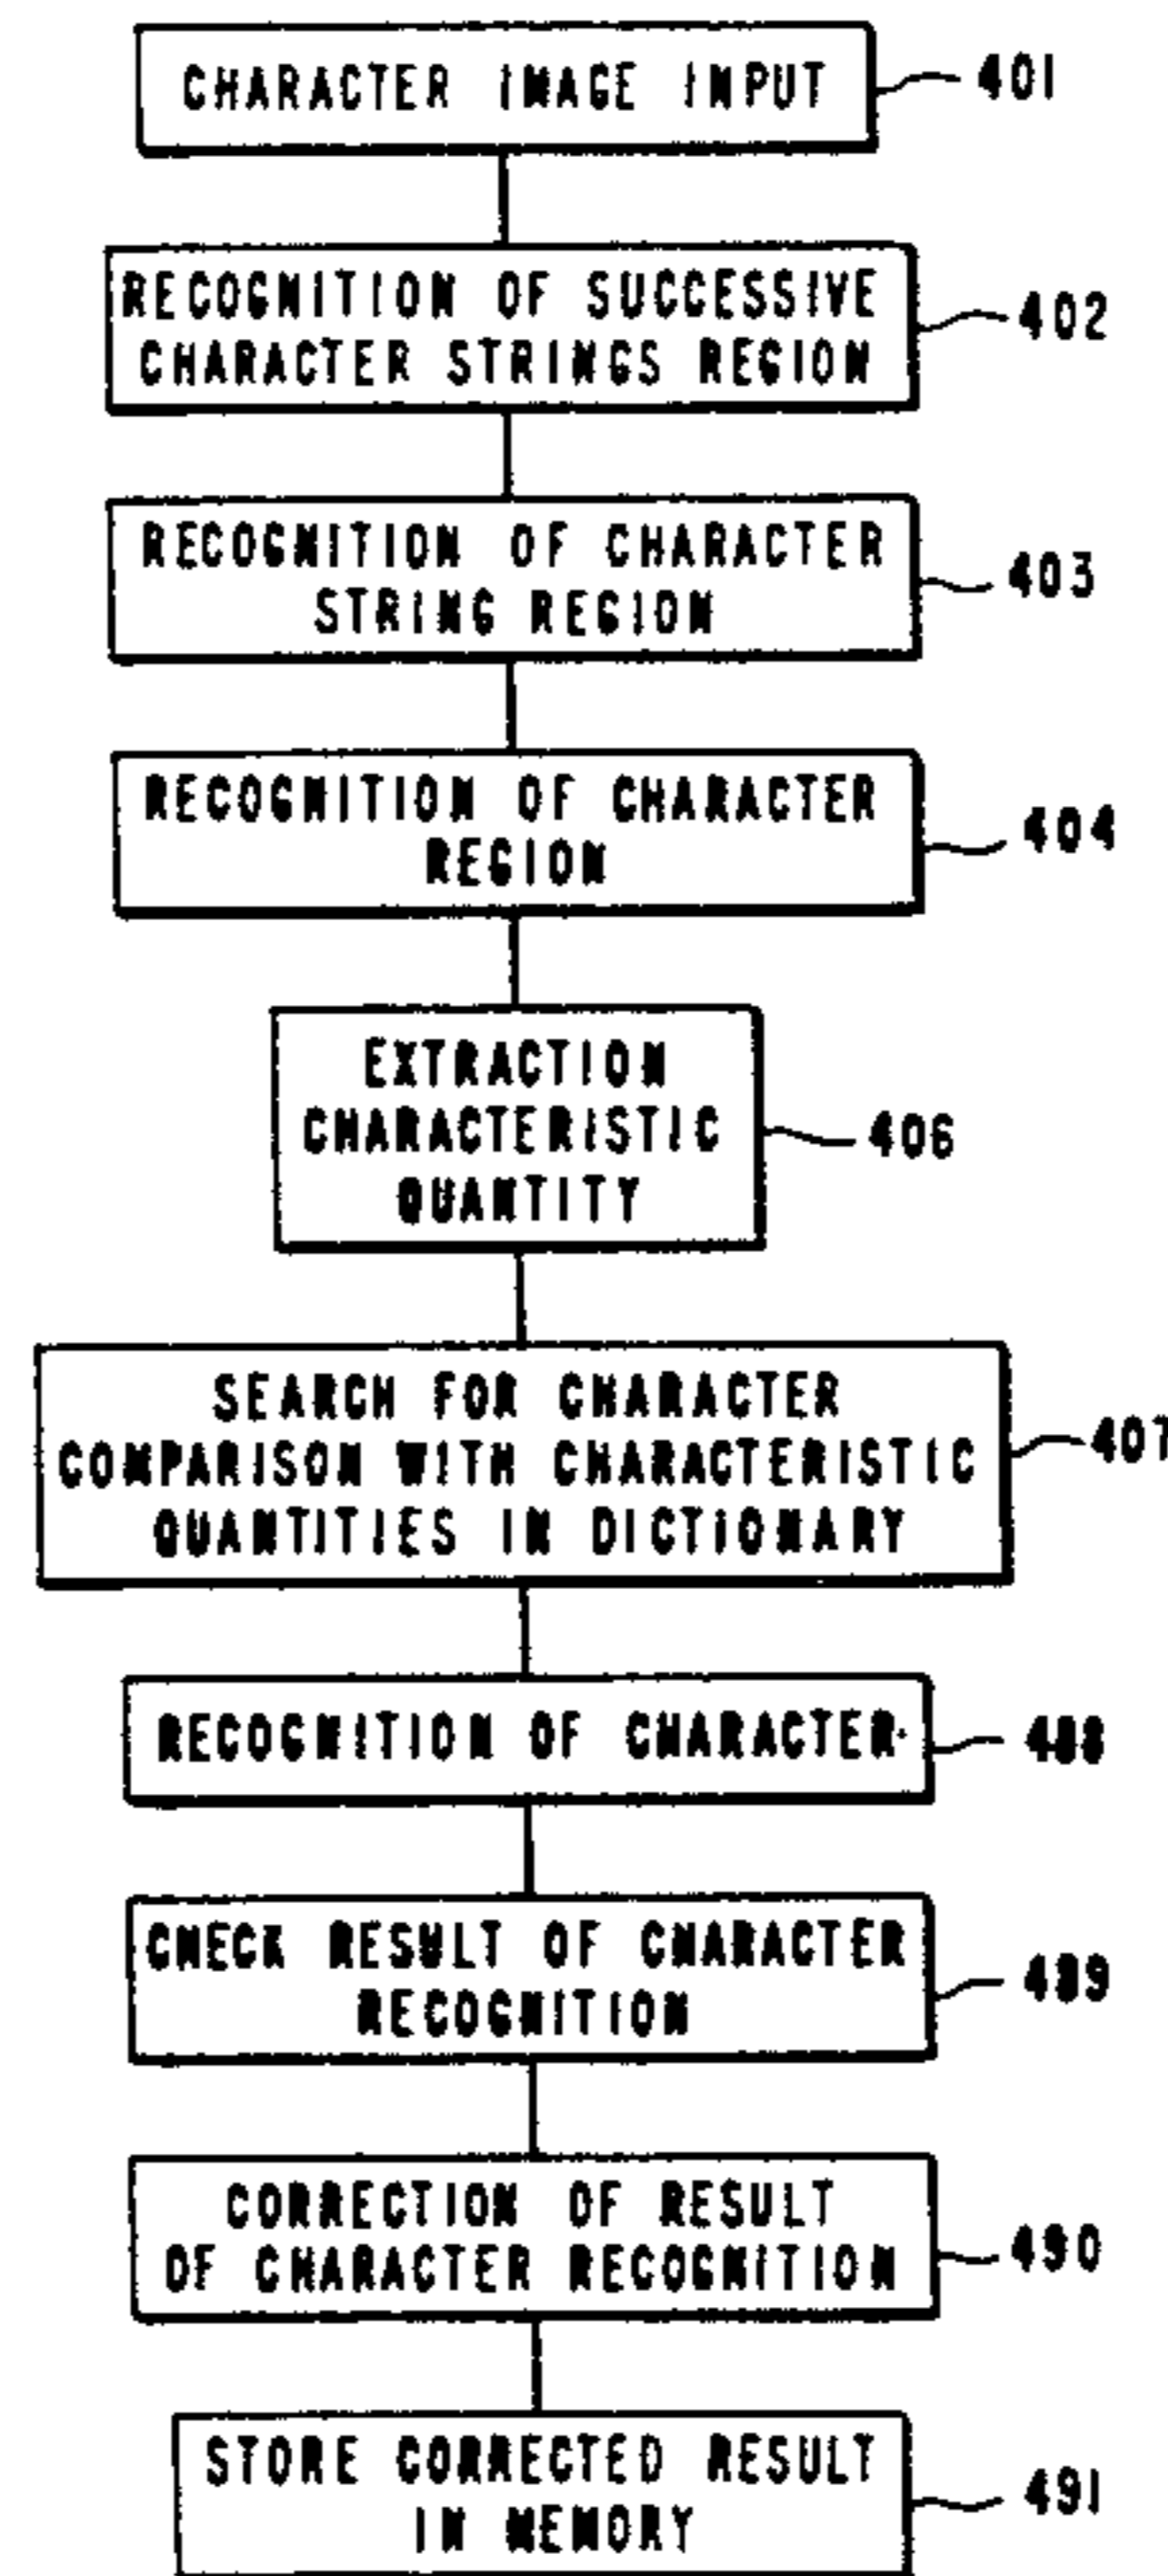 CHARACTER IMAGE INPUT
401
RECOGNITION OF SUCCESSIVE
CHARACTER STRINGS REGION
402
RECOGNITION OF CHARACTER
STRING REGION
403
RECOGNITION OF CHARACTER
REGION
404
EXTRACTION
CHARACTERISTIC
QUANTITY
406
SEARCH FOR CHARACTER
COMPARISON WITH CHARACTERISTIC
QUANTITIES IN DICTIONARY
407
RECOGNITION OF CHARACTER
488
CHECK RESULT OF CHARACTER
RECOGNITION
489
CORRECTION OF RESULT
OF CHARACTER RECOGNITION
490
STORE CORRECTED RESULT
IN MEMORY
491